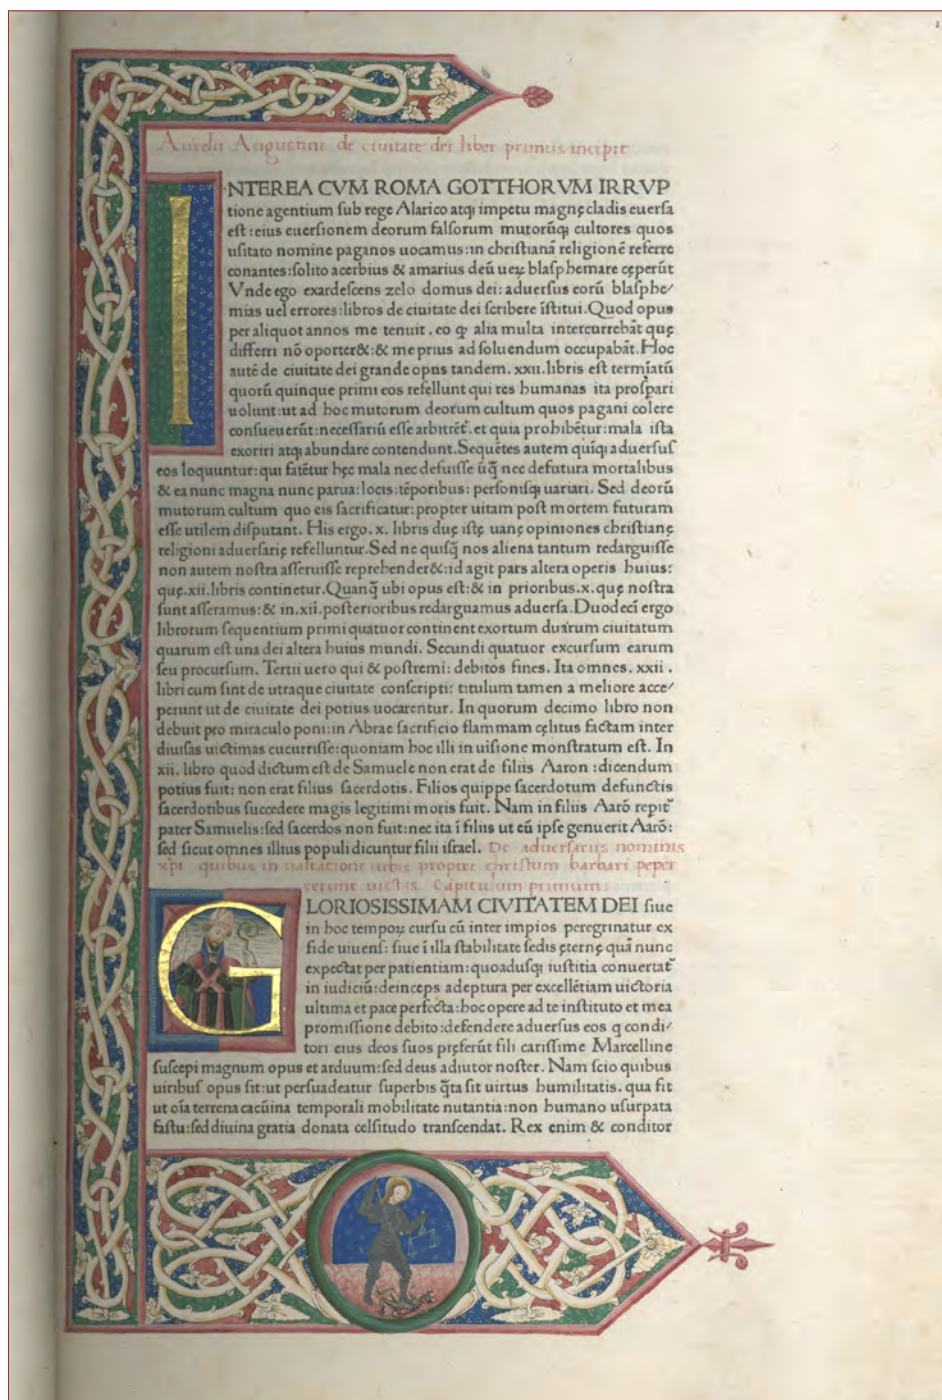 Aurelii Augustini de ciuitate dei liber primus incipit
INTEREA CVM ROMA GOTTHORVM IRRVP
tione agentium ſub rege Alarico atqꝫ impetu magnę cladis euerſa
eſt : eius euerſionem deorum falſorum mutorūqꝫ cultores quos
uſitato nomine paganos uocamus: in chriſtianā religionē referre
conantes: ſolito acerbius & amarius deū ueꝝ blaſphemare cęperūt
Vnde ego exardeſcens zelo domus dei: aduerſus eorū blaſphe/
mias uel errores: libros de ciuitate dei ſcribere īſtitui. Quod opus
per aliquot annos me tenuit. eo ꝙ alia multa intercurrebāt quę
differri nō oporter&: & me prius ad ſoluendum occupabāt. Hoc
autē de ciuitate dei grande opus tandem. xxii. libris eſt termīatū
quorū quinque primi eos refellunt qui res humanas ita proſpari
uolunt: ut ad hoc mutorum deorum cultum quos pagani colere
conſueuerūt: neceſſariū eſſe arbitrēt᷑. et quia prohibētur: mala iſta
exoriri atqꝫ abundare contendunt. Sequētes autem quīqꝫ aduerſuſ
eos loquuntur: qui fatētur hęc mala nec defuiſſe ūq̄ nec defutura mortalibus
& ea nunc magna nunc parua: locis: tēporibus: perſoniſqꝫ uariari. Sed deorū
mutorum cultum quo eis ſacrificatur: propter uitam poſt mortem futuram
eſſe utilem diſputant. His ergo. x. libris duę iſtę uanę opiniones chriſtianę
religioni aduerſarię refelluntur. Sed ne quiſq̄ nos aliena tantum redarguiſſe
non autem noſtra aſſeruiſſe reprehender&: id agit pars altera operis huius:
quę. xii. libris continetur. Quanq̄ ubi opus eſt: & in prioribus. x. quę noſtra
ſunt aſſeramus: & in. xii. poſterioribus redarguamus aduerſa. Duodecī ergo
librorum ſequentium primi quatuor continent exortum duarum ciuitatum
quarum eſt una dei altera huius mundi. Secundi quatuor excurſum earum
ſeu procurſum. Tertii uero qui & poſtremi: debitos fines. Ita omnes. xxii .
libri cum ſint de utraque ciuitate conſcripti: titulum tamen a meliore acce/
perunt ut de ciuitate dei potius uocarentur. In quorum decimo libro non
debuit pro miraculo poni: in Abrae ſacrificio flammam cęlitus factam inter
diuiſas uictimas cucurriſſe: quoniam hoc illi in uiſione monſtratum eſt. In
xii. libro quod dictum eſt de Samuele non erat de filiis Aaron : dicendum
potius fuit: non erat filius ſacerdotis. Filios quippe ſacerdotum defunctis
ſacerdotibus ſuccedere magis legitimi moris fuit. Nam in filiis Aarō repit᷑
pater Samuelis: ſed ſacerdos non fuit: nec ita ī filiis ut eū ipſe genuerit Aarō:
ſed ſicut omnes illius populi dicuntur filii iſrael. De aduerſariis nominis
xp̄i quibus in uaſtatione urbis propter chriſtum barbari peper
cerunt uictis. Capitulum primum:
GLORIOSISSIMAM CIVITATEM DEI ſiue
in hoc tempoꝝ curſu cū inter impios peregrinatur ex
fide uiuenſ: ſiue ī illa ſtabilitate ſedis ęternę quā nunc
expectat per patientiam: quoaduſqꝫ iuſtitia conuertat᷑
in iudiciū: deinceps adeptura per excellētiam uictoria
ultima et pace perfecta: hoc opere ad te inſtituto et mea
promiſſione debito: defendere aduerſus eos q condi/
tori eius deos ſuos pręferūt fili cariſſime Marcelline
ſuſcepi magnum opus et arduum: ſed deus adiutor noſter. Nam ſcio quibus
uiribuſ opus ſit: ut perſuadeatur ſuperbis q̄ta ſit uirtus humilitatis. qua fit
ut oīa terrena cacūina temporali mobilitate nutantia: non humano uſurpata
faſtu: ſed diuina gratia donata celſitudo tranſcendat. Rex enim & conditor